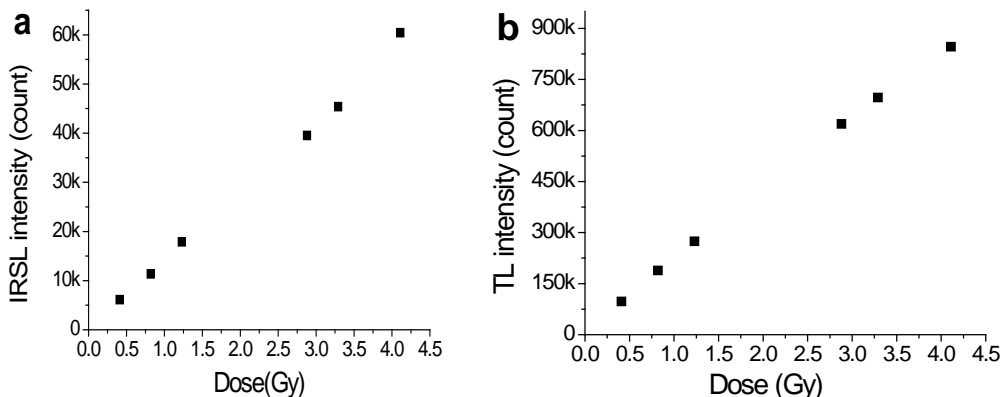 a
IRSL intensity (count)
60k
50k
40k
30k
20k
10k
0
0.0 0.5 1.0 1.5 2.0 2.5 3.0 3.5 4.0 4.5
Dose(Gy)
b
TL intensity (count)
900k
750k
600k
450k
300k
150k
0
0.0 0.5 1.0 1.5 2.0 2.5 3.0 3.5 4.0 4.5
Dose (Gy)